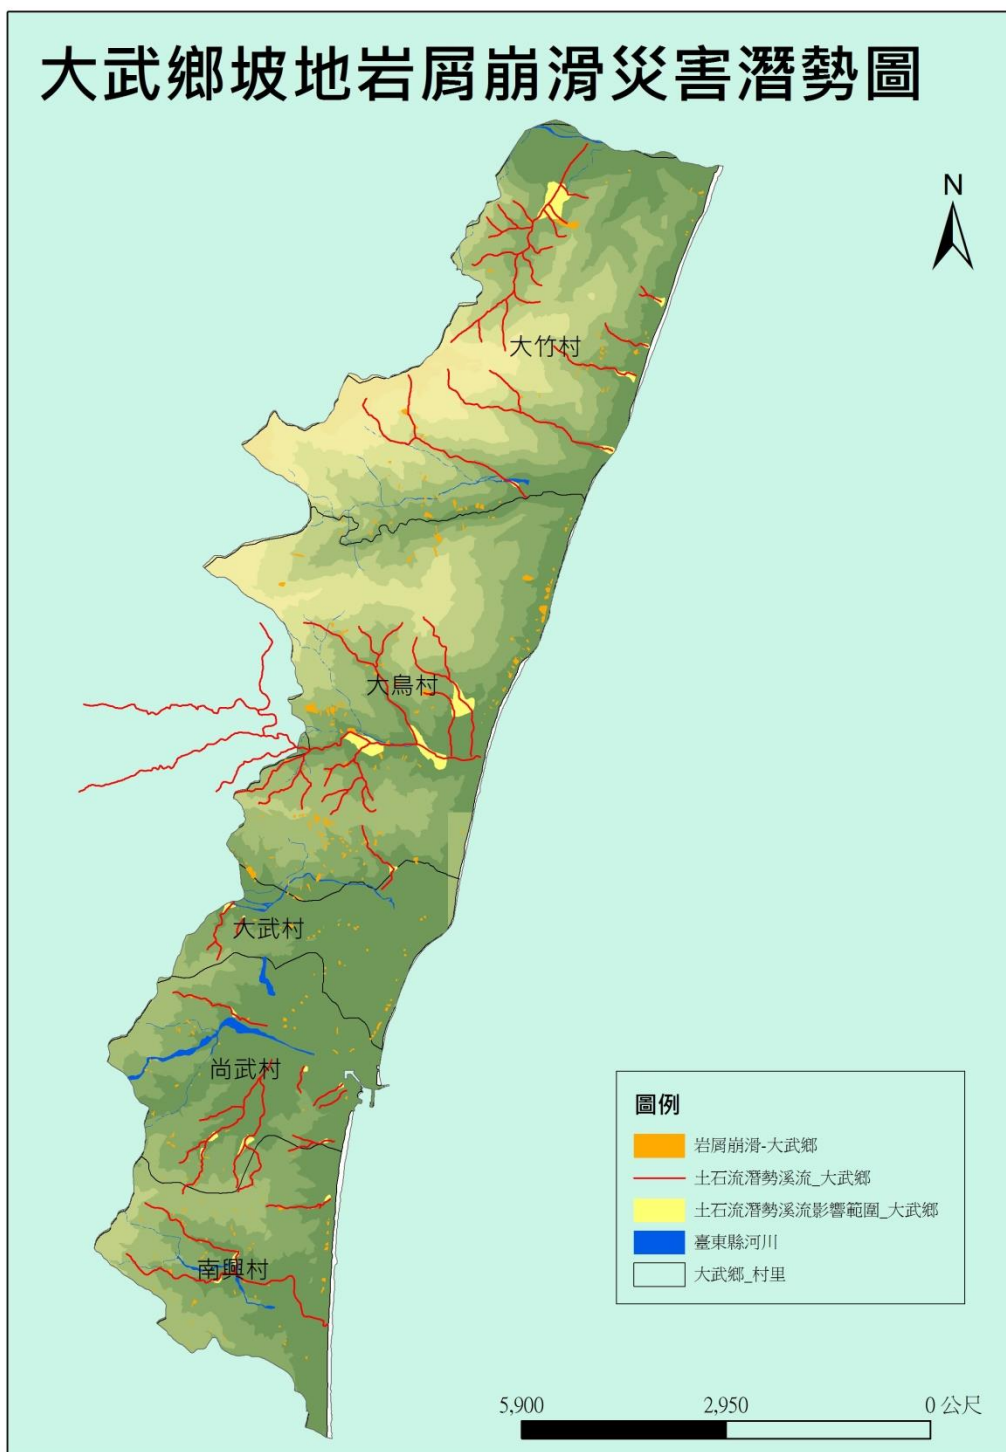 大武鄉坡地岩屑崩滑災害潛勢圖
N
大竹村
大鳥村
大武村
尚武村
南興村
圖例
岩屑崩滑-大武鄉
土石流潛勢溪流_大武鄉
土石流潛勢溪流影響範圍_大武鄉
臺東縣河川
大武鄉_村里
5,900 2,950 0 公尺